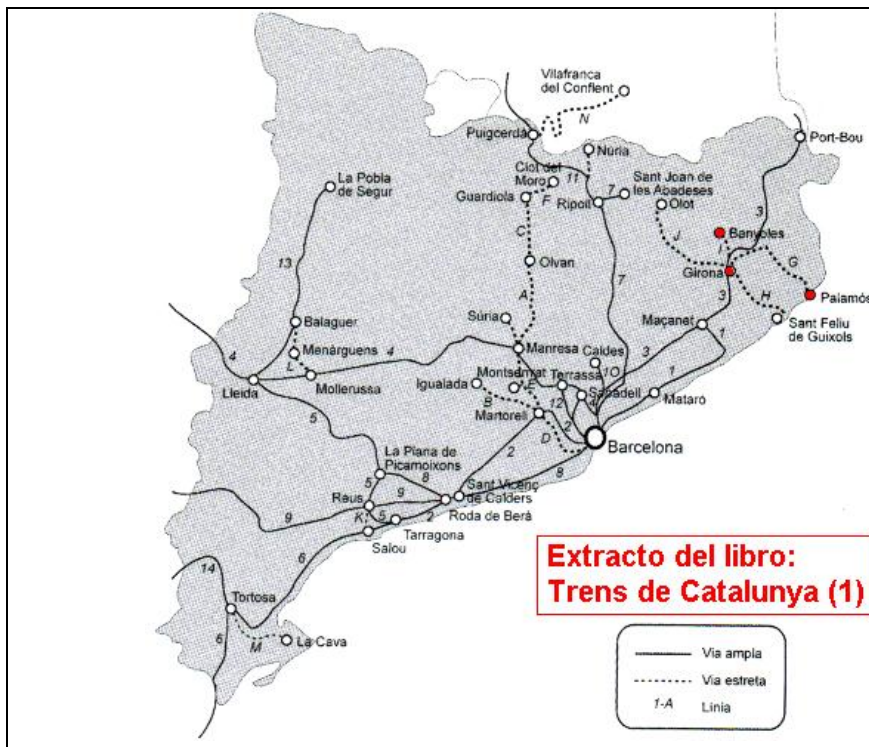 Vilafranca
del Conflent
N
Puigcerdà
Port-Bou
Núria
Clot del
Moro
11
7
Sant Joan de
les Abadeses
La Pobla
de Segur
Guardiola
F
Ripoll
Olot
3
C
J
I
Banyoles
G
Olvan
Girona
13
7
A
3
H
Palamós
Súria
Balaguer
Maçanet
Sant Feliu
de Guixols
4
4
Manresa
Caldes
3
1
Menàrguens
L
Montserrat
E
Terrassa
10
1
Lleida
Mollerussa
Igualada
B
12
Sabadell
4
Mataró
5
Martorell
2
D
Barcelona
La Plana de
Picamoixons
2
8
5
8
Sant Vicenç
de Calders
Reus
9
9
K
5
2
Roda de Berà
Tarragona
Salou
6
14
Tortosa
6
M
La Cava
Extracto del libro:
Trens de Catalunya (1)
Via ampla
Via estreta
1-A
Linia